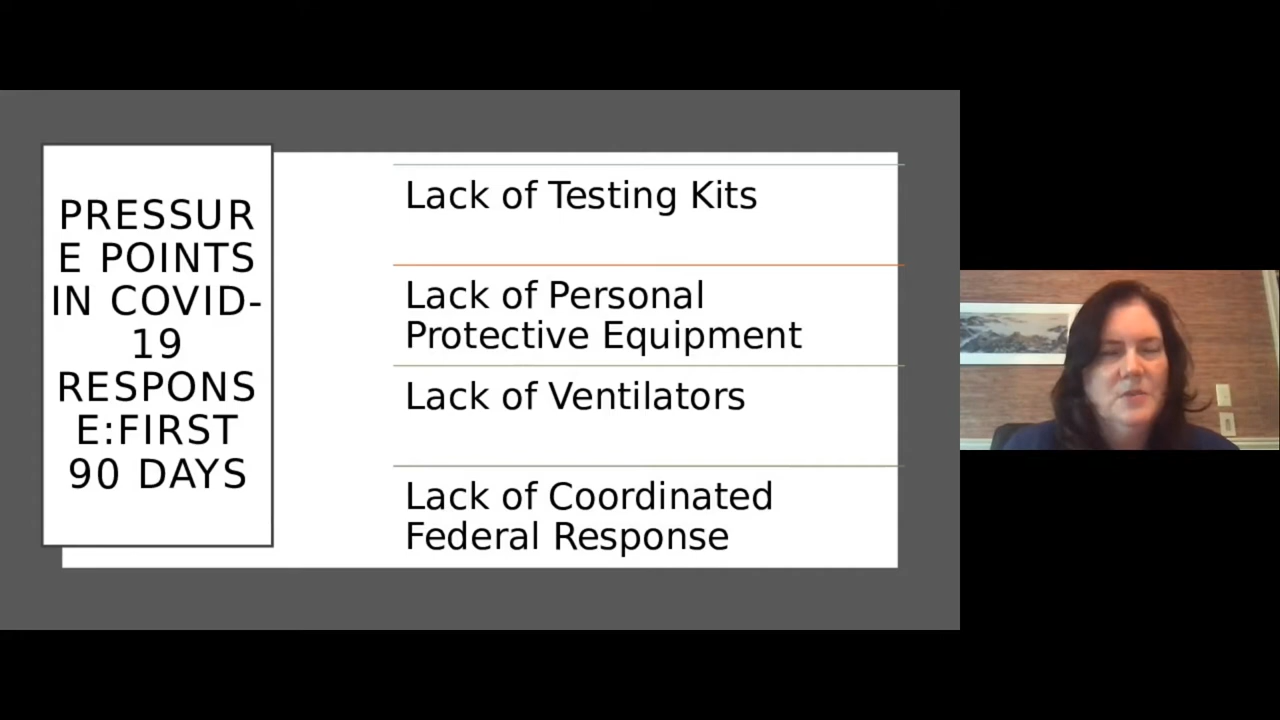 PRESSUR
E POINTS
IN COVID-
19
RESPONS
E:FIRST
90 DAYS
Lack of Testing Kits
Lack of Personal
Protective Equipment
Lack of Ventilators
Lack of Coordinated
Federal Response